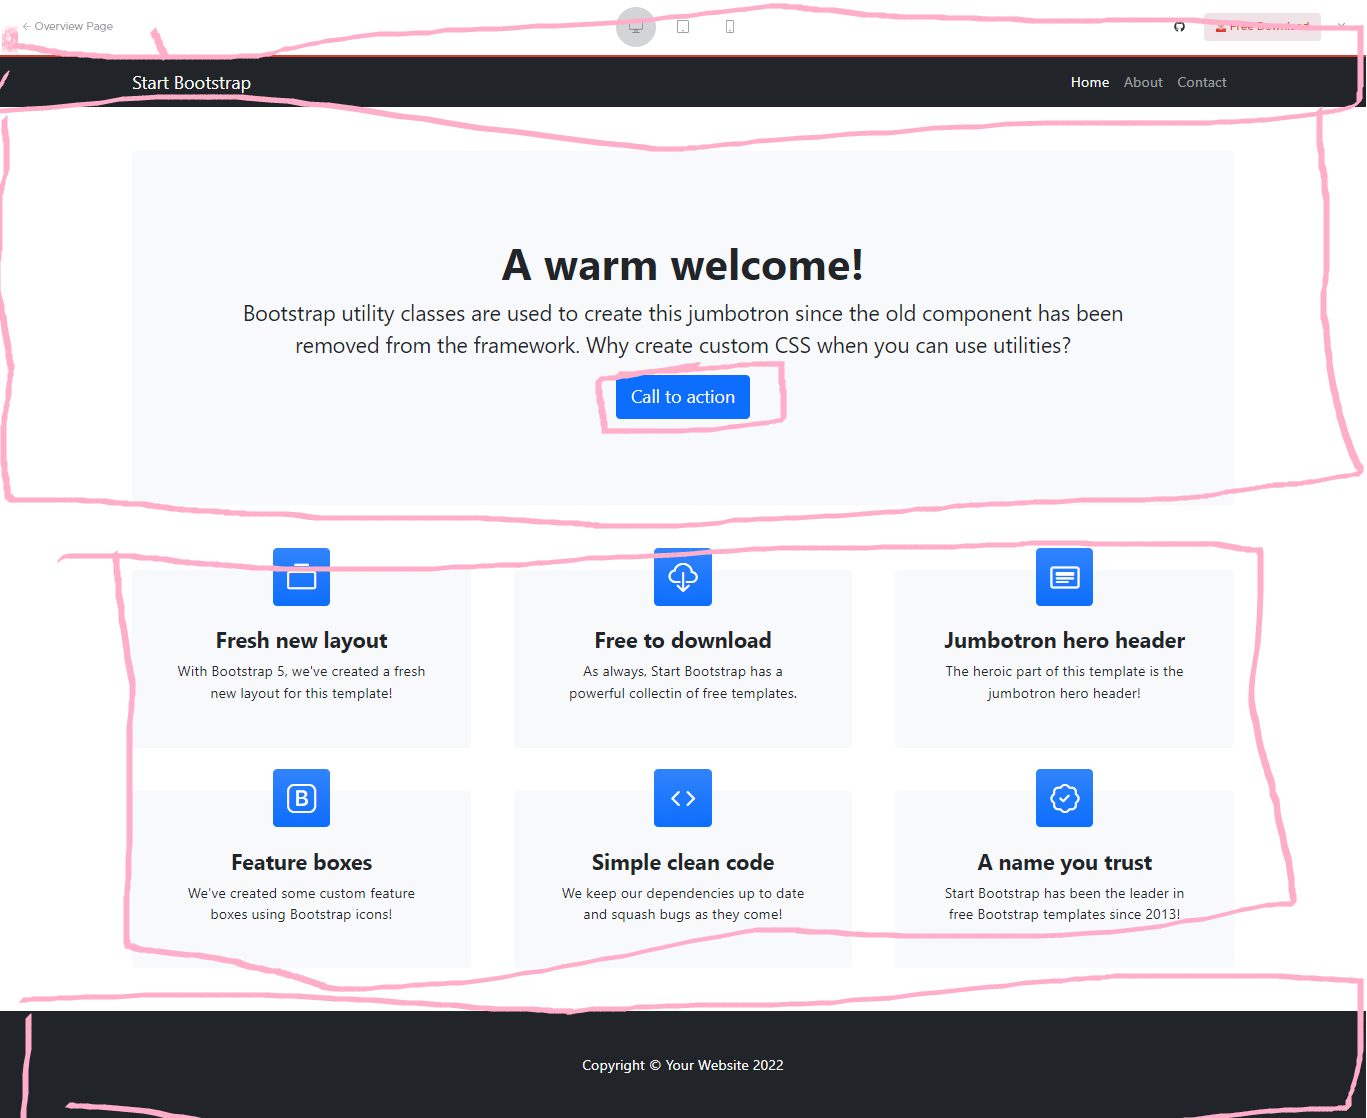 ← Overview Page
Free Download
Start Bootstrap
Home About Contact
A warm welcome!
Bootstrap utility classes are used to create this jumbotron since the old component has been
removed from the framework. Why create custom CSS when you can use utilities?
Call to action
Fresh new layout
With Bootstrap 5, we've created a fresh
new layout for this template!
Free to download
As always, Start Bootstrap has a
powerful collectin of free templates.
Jumbotron hero header
The heroic part of this template is the
jumbotron hero header!
B
Feature boxes
We've created some custom feature
boxes using Bootstrap icons!
Simple clean code
We keep our dependencies up to date
and squash bugs as they come!
A name you trust
Start Bootstrap has been the leader in
free Bootstrap templates since 2013!
Copyright © Your Website 2022